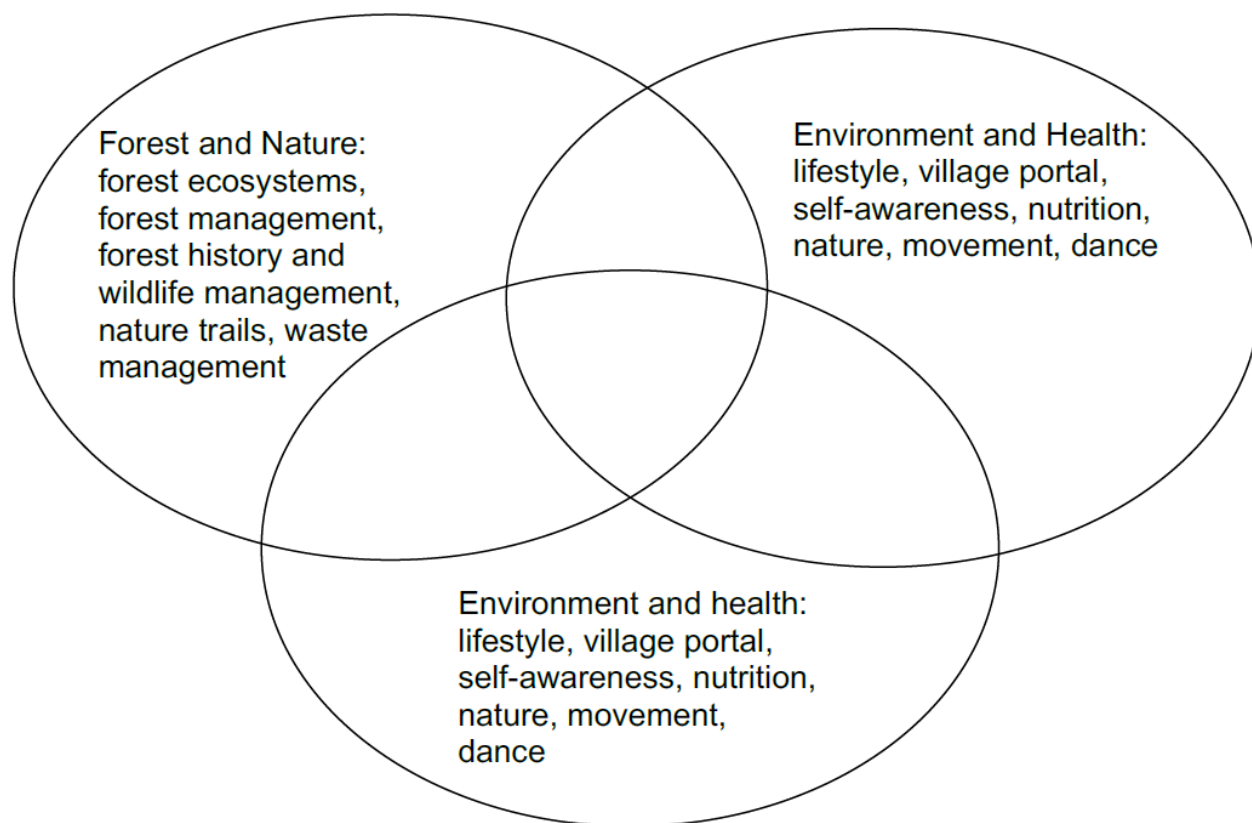 Forest and Nature:
forest ecosystems,
forest management,
forest history and
wildlife management,
nature trails, waste
management
Environment and Health:
lifestyle, village portal,
self-awareness, nutrition,
nature, movement, dance
Environment and health:
lifestyle, village portal,
self-awareness, nutrition,
nature, movement,
dance